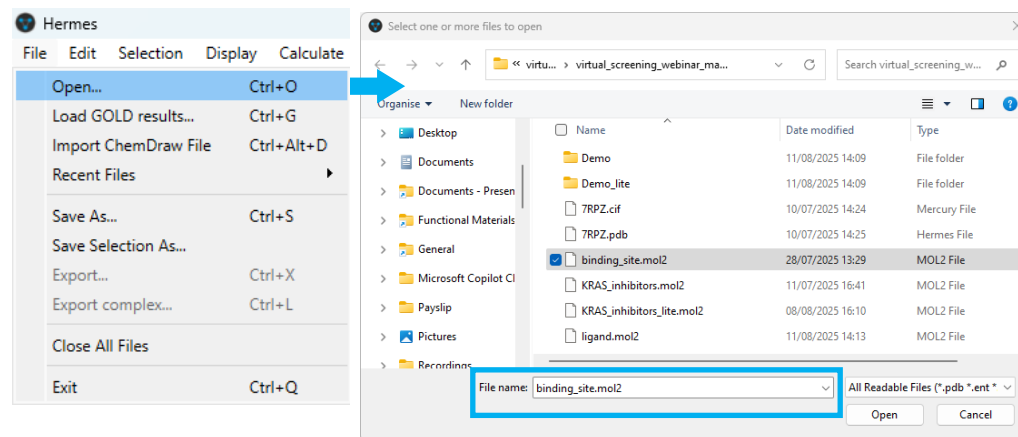 Hermes
File Edit Selection Display Calculate
Open... Ctrl+O
Load GOLD results... Ctrl+G
Import ChemDraw File Ctrl+Alt+D
Recent Files
Save As... Ctrl+S
Save Selection As...
Export... Ctrl+X
Export complex... Ctrl+L
Close All Files
Exit Ctrl+Q
Select one or more files to open
« virtu... › virtual_screening_webinar_ma...
Search virtual_screening_w...
Organise New folder
Desktop
Documents
Documents - Presen
Functional Materials
General
Microsoft Copilot Cl
Payslip
Pictures
Recordings
Name Date modified Type
Demo 11/08/2025 14:09 File folder
Demo_lite 11/08/2025 14:09 File folder
7RPZ.cif 10/07/2025 14:24 Mercury File
7RPZ.pdb 10/07/2025 14:25 Hermes File
binding_site.mol2 28/07/2025 13:29 MOL2 File
KRAS_inhibitors.mol2 11/07/2025 16:41 MOL2 File
KRAS_inhibitors_lite.mol2 08/08/2025 16:10 MOL2 File
ligand.mol2 11/08/2025 14:13 MOL2 File
File name: binding_site.mol2 All Readable Files (*.pdb *.ent *
Open Cancel